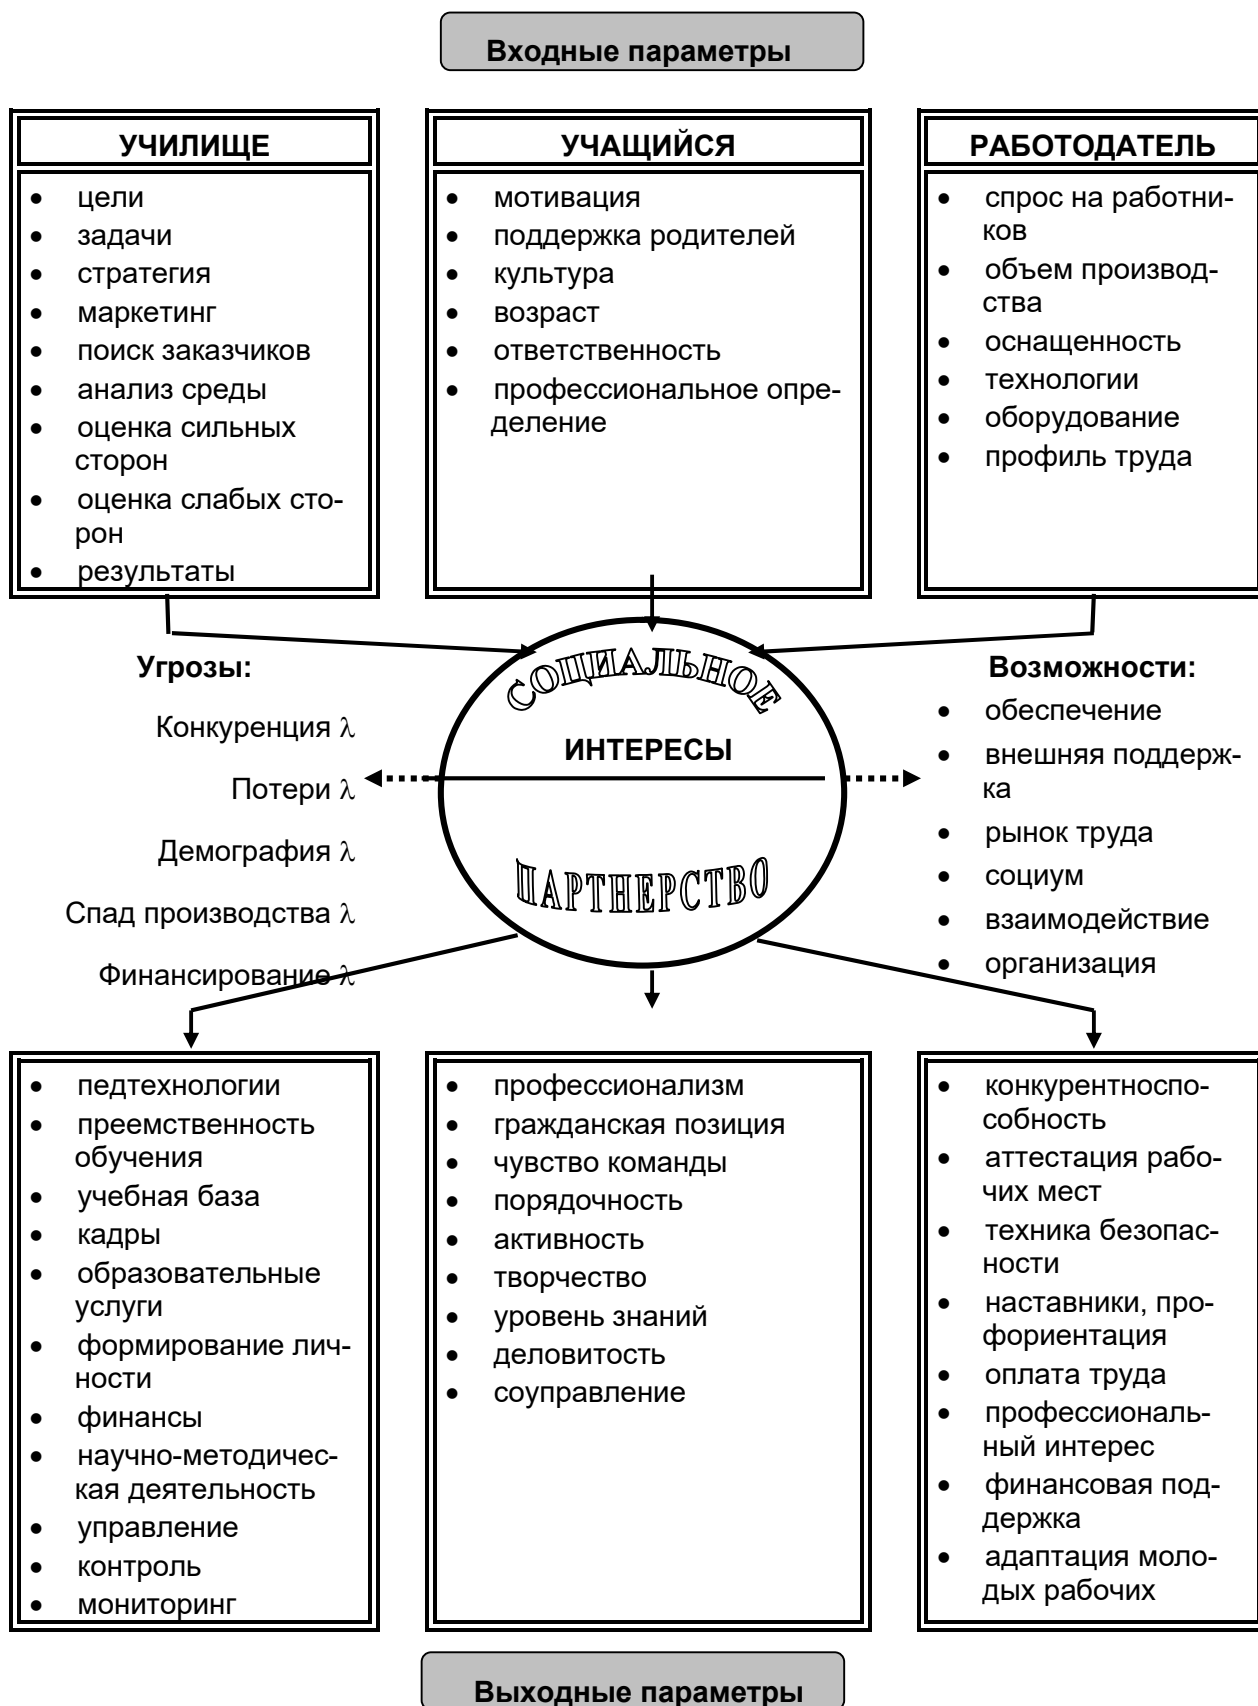 Входные параметры
УЧИЛИЩЕ
• цели
• задачи
• стратегия
• маркетинг
• поиск заказчиков
• анализ среды
• оценка сильных
сторон
• оценка слабых сто-
рон
• результаты
УЧАЩИЙСЯ
• мотивация
• поддержка родителей
• культура
• возраст
• ответственность
• профессиональное опре-
деление
РАБОТОДАТЕЛЬ
• спрос на работни-
ков
• объем производ-
ства
• оснащенность
• технологии
• оборудование
• профиль труда
Угрозы:
Конкуренция λ
Потери λ
Демография λ
Спад производства λ
Финансирование λ
СОЦИАЛЬНОЕ
ИНТЕРЕСЫ
ПАРТНЕРСТВО
Возможности:
• обеспечение
• внешняя поддерж-
ка
• рынок труда
• социум
• взаимодействие
• организация
• педтехнологии
• преемственность
обучения
• учебная база
• кадры
• образовательные
услуги
• формирование лич-
ности
• финансы
• научно-методичес-
кая деятельность
• управление
• контроль
• мониторинг
• профессионализм
• гражданская позиция
• чувство команды
• порядочность
• активность
• творчество
• уровень знаний
• деловитость
• соуправление
• конкурентноспо-
собность
• аттестация рабо-
чих мест
• техника безопас-
ности
• наставники, про-
фориентация
• оплата труда
• профессиональ-
ный интерес
• финансовая под-
держка
• адаптация моло-
дых рабочих
Выходные параметры